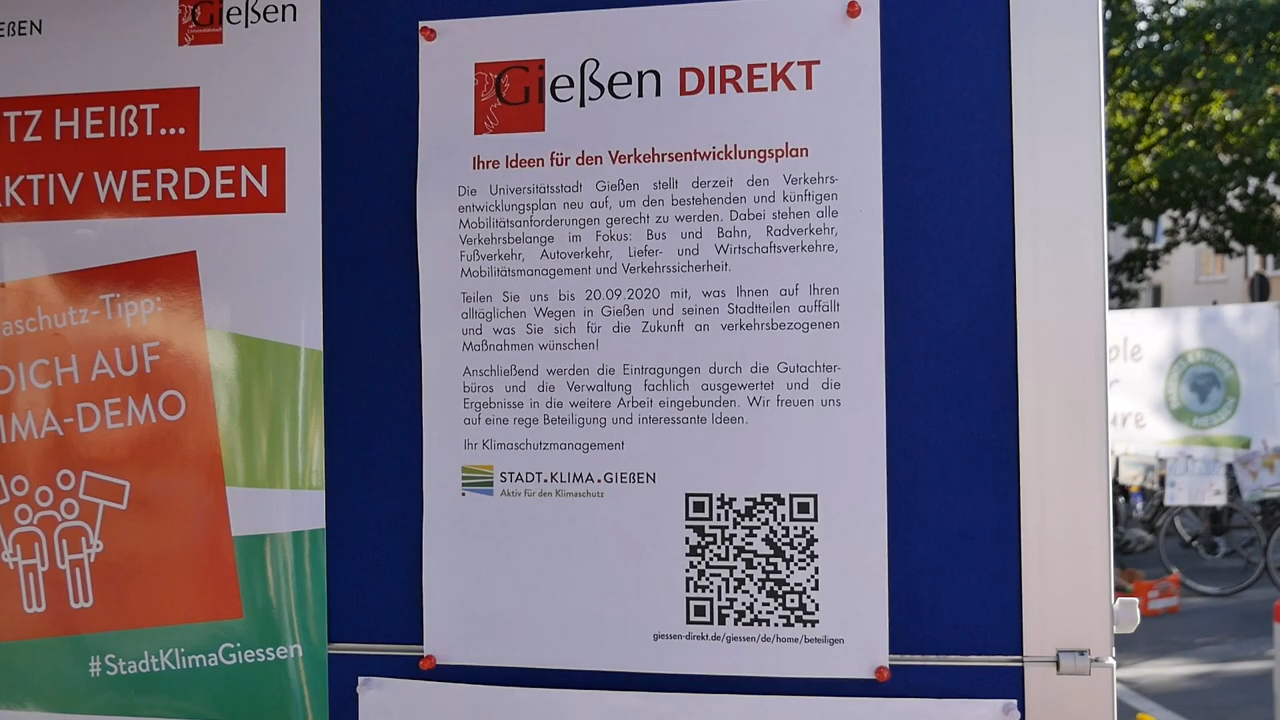 EßEN
Gießen
Universitätsstadt
TZ HEIßT...
AKTIV WERDEN
aschutz-Tipp:
DICH AUF
IMA-DEMO
#StadtKlimaGiessen
Gießen DIREKT
Ihre Ideen für den Verkehrsentwicklungsplan
Die Universitätsstadt Gießen stellt derzeit den Verkehrs-
entwicklungsplan neu auf, um den bestehenden und künftigen
Mobilitätsanforderungen gerecht zu werden. Dabei stehen alle
Verkehrsbelange im Fokus: Bus und Bahn, Radverkehr,
Fußverkehr, Autoverkehr, Liefer- und Wirtschaftsverkehre,
Mobilitätsmanagement und Verkehrssicherheit.
Teilen Sie uns bis 20.09.2020 mit, was Ihnen auf Ihren
alltäglichen Wegen in Gießen und seinen Stadtteilen auffällt
und was Sie sich für die Zukunft an verkehrsbezogenen
Maßnahmen wünschen!
Anschließend werden die Eintragungen durch die Gutachter-
büros und die Verwaltung fachlich ausgewertet und die
Ergebnisse in die weitere Arbeit eingebunden. Wir freuen uns
auf eine rege Beteiligung und interessante Ideen.
Ihr Klimaschutzmanagement
STADT.KLIMA.GIEßEN
Aktiv für den Klimaschutz
giessen-direkt.de/giessen/de/home/beteiligen
ple
r
ure